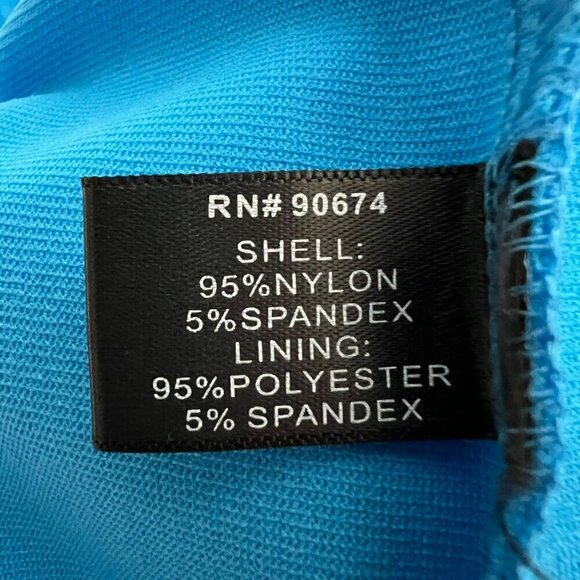 RN# 90674
SHELL:
95%NYLON
5%SPANDEX
LINING:
95%POLYESTER
5% SPANDEX